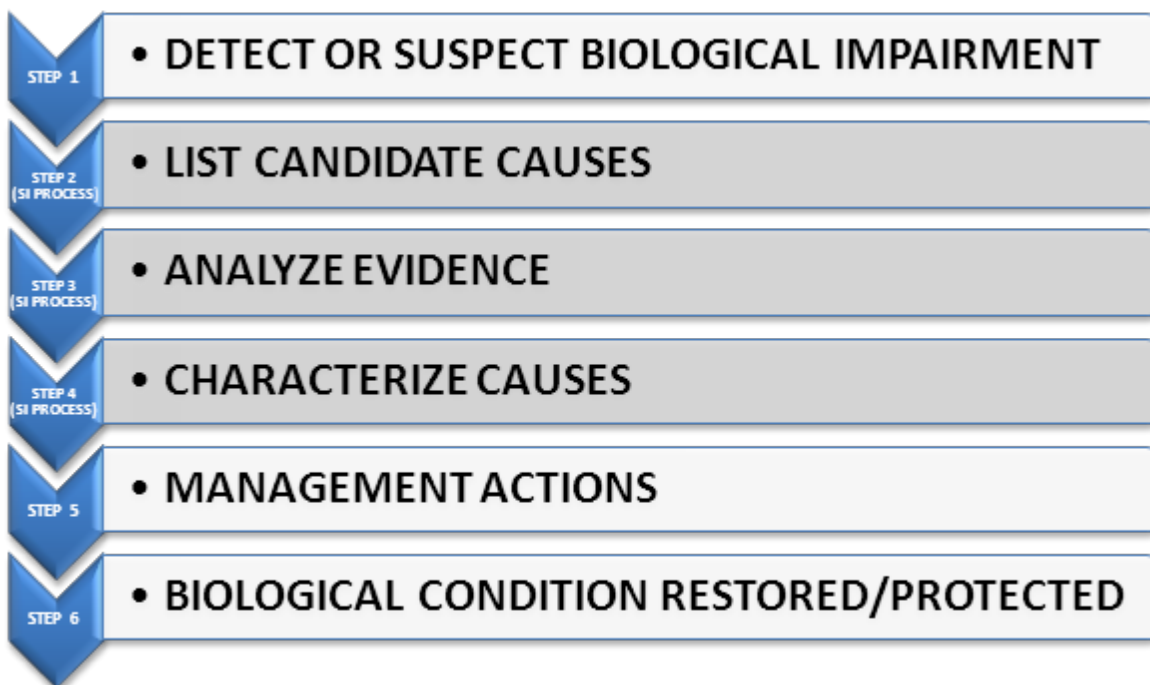 STEP 1
• DETECT OR SUSPECT BIOLOGICAL IMPAIRMENT
STEP 2
(SI PROCESS)
• LIST CANDIDATE CAUSES
STEP 3
(SI PROCESS)
• ANALYZE EVIDENCE
STEP 4
(SI PROCESS)
• CHARACTERIZE CAUSES
STEP 5
• MANAGEMENT ACTIONS
STEP 6
• BIOLOGICAL CONDITION RESTORED/PROTECTED